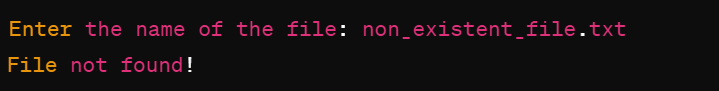 Enter the name of the file: non_existent_file.txt
File not found!